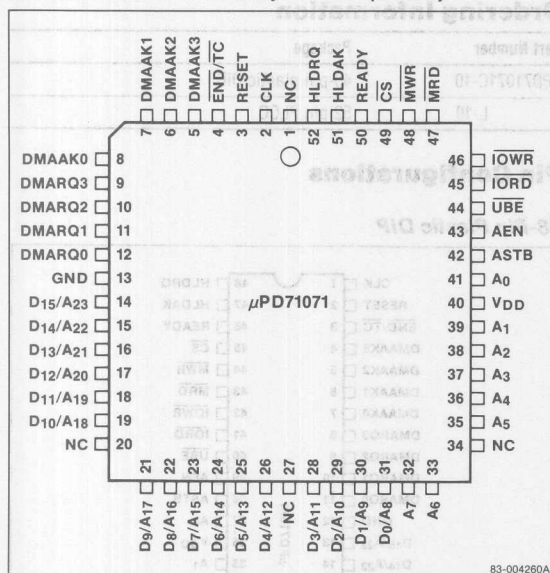 7 DMAAK1
6 DMAAK2
5 DMAAK3
4 END/TC
3 RESET
2 CLK
1 NC
52 HLDRQ
51 HLDAK
50 READY
49 CS
48 MWR
47 MRD
DMAAK0 8
DMARQ3 9
DMARQ2 10
DMARQ1 11
DMARQ0 12
GND 13
D15/A23 14
D14/A22 15
D13/A21 16
D12/A20 17
D11/A19 18
D10/A18 19
NC 20
μPD71071
46 IOWR
45 IORD
44 UBE
43 AEN
42 ASTB
41 A0
40 VDD
39 A1
38 A2
37 A3
36 A4
35 A5
34 NC
21 D9/A17
22 D8/A16
23 D7/A15
24 D6/A14
25 D5/A13
26 D4/A12
27 NC
28 D3/A11
29 D2/A10
30 D1/A9
31 D0/A8
32 A7
33 A6
83-004260A